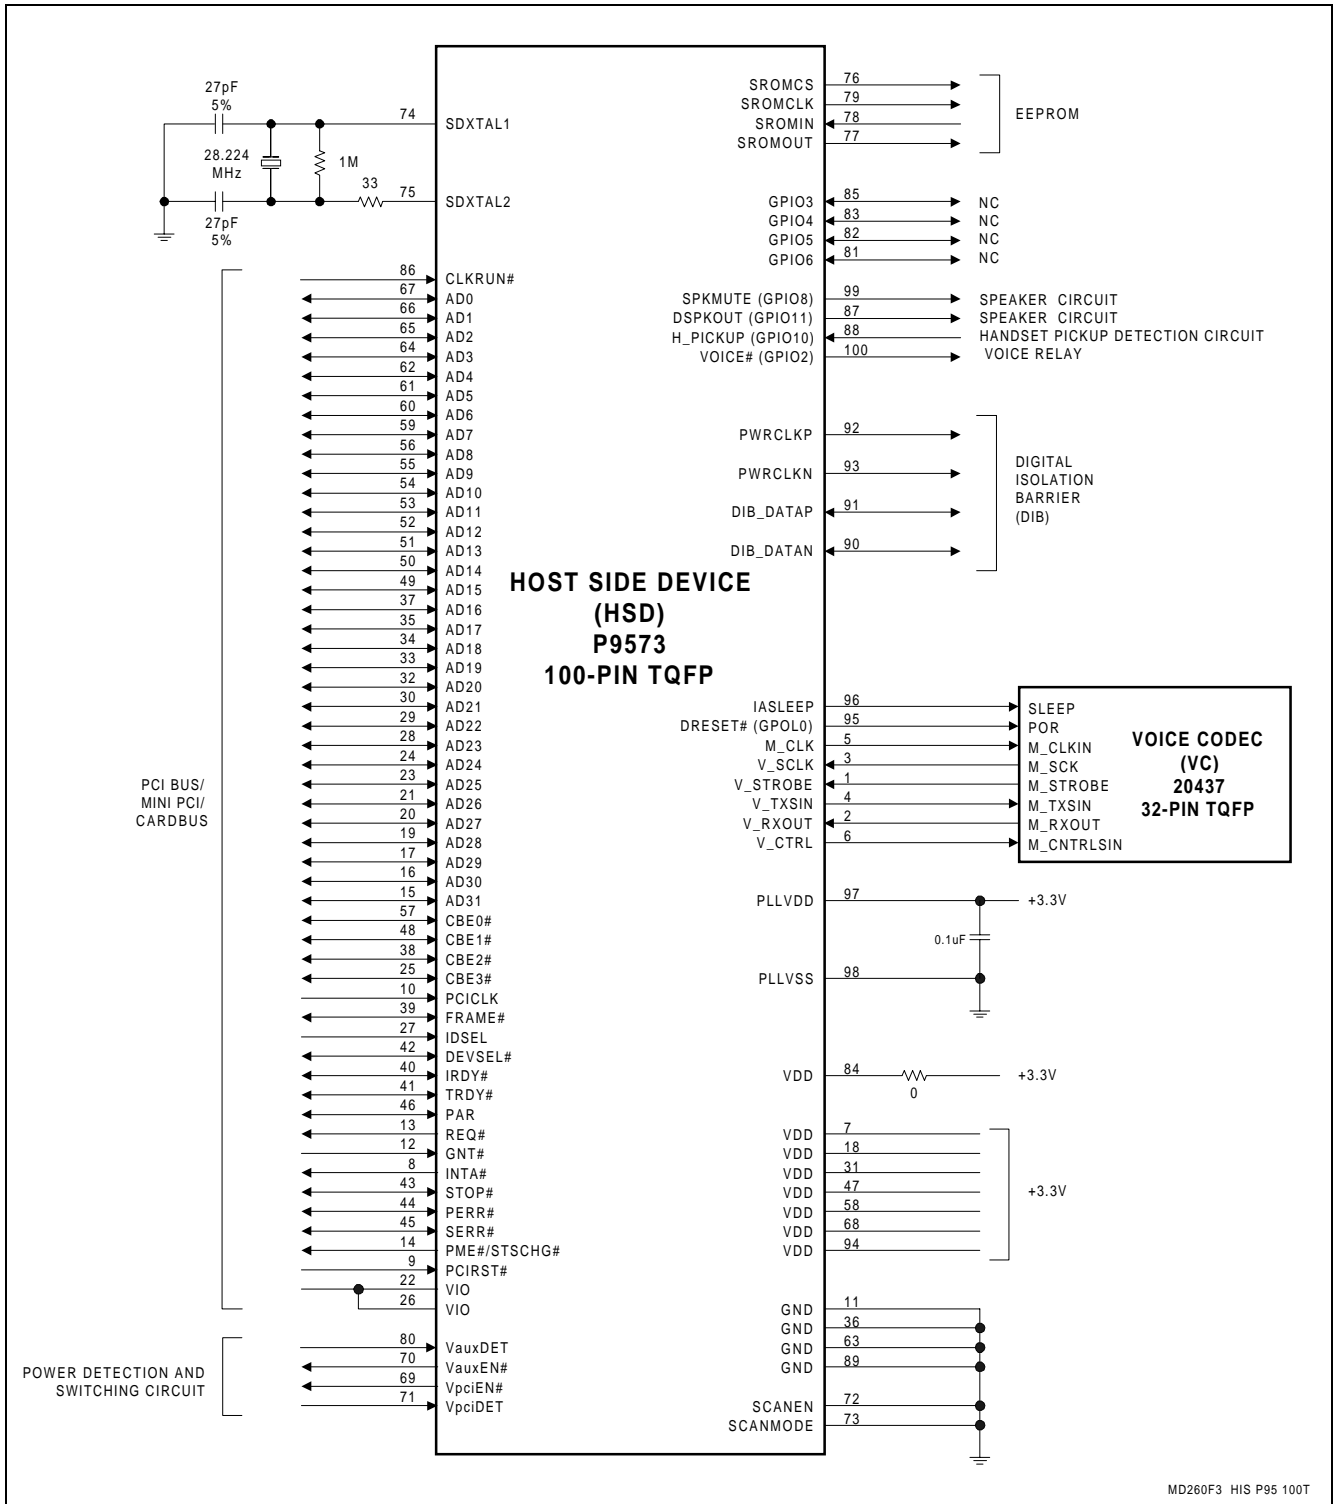 27pF
5%
74
SDXTAL1
28.224
MHz
1M
33
75
SDXTAL2
27pF
5%
PCI BUS/
MINI PCI/
CARDBUS
86 CLKRUN#
67 AD0
66 AD1
65 AD2
64 AD3
62 AD4
61 AD5
60 AD6
59 AD7
56 AD8
55 AD9
54 AD10
53 AD11
52 AD12
51 AD13
50 AD14
49 AD15
37 AD16
35 AD17
34 AD18
33 AD19
32 AD20
30 AD21
29 AD22
28 AD23
24 AD24
23 AD25
21 AD26
20 AD27
19 AD28
17 AD29
16 AD30
15 AD31
57 CBE0#
48 CBE1#
38 CBE2#
25 CBE3#
10 PCICLK
39 FRAME#
27 IDSEL
42 DEVSEL#
40 IRDY#
41 TRDY#
46 PAR
13 REQ#
12 GNT#
8 INTA#
43 STOP#
44 PERR#
45 SERR#
14 PME#/STSCHG#
9 PCIRST#
22 VIO
26 VIO
POWER DETECTION AND
SWITCHING CIRCUIT
80 VauxDET
70 VauxEN#
69 VpciEN#
71 VpciDET
HOST SIDE DEVICE
(HSD)
P9573
100-PIN TQFP
SROMCS 76
SROMCLK 79
SROMIN 78
SROMOUT 77
EEPROM
GPIO3 85 NC
GPIO4 83 NC
GPIO5 82 NC
GPIO6 81 NC
SPKMUTE (GPIO8) 99 SPEAKER CIRCUIT
DSPKOUT (GPIO11) 87 SPEAKER CIRCUIT
H_PICKUP (GPIO10) 88 HANDSET PICKUP DETECTION CIRCUIT
VOICE# (GPIO2) 100 VOICE RELAY
PWRCLKP 92
PWRCLKN 93
DIB_DATAP 91
DIB_DATAN 90
DIGITAL
ISOLATION
BARRIER
(DIB)
IASLEEP 96 SLEEP
DRESET# (GPOL0) 95 POR
M_CLK 5 M_CLKIN
V_SCLK 3 M_SCK
V_STROBE 1 M_STROBE
V_TXSIN 4 M_TXSIN
V_RXOUT 2 M_RXOUT
V_CTRL 6 M_CNTRLSIN
VOICE CODEC
(VC)
20437
32-PIN TQFP
PLLVDD 97 +3.3V
0.1uF
PLLVSS 98
VDD 84 +3.3V
0
VDD 7
VDD 18
VDD 31
VDD 47
VDD 58
VDD 68
VDD 94
+3.3V
GND 11
GND 36
GND 63
GND 89
SCANEN 72
SCANMODE 73
MD260F3 HIS P95 100T